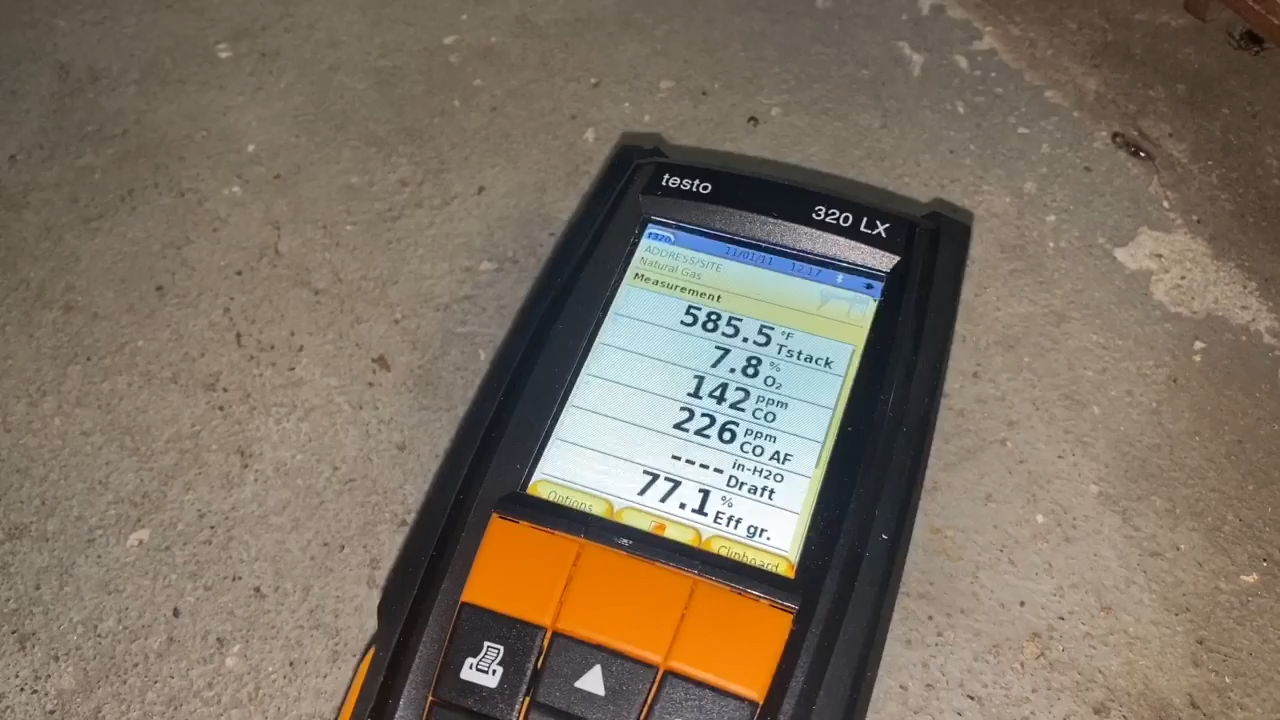 testo
320 LX
t320 11/01/11 12:17
ADDRESS/SITE
Natural Gas
Measurement
585.5 °F Tstack
7.8 % O₂
142 ppm CO
226 ppm CO AF
---- in-H2O Draft
77.1 % Eff gr.
Options
Clipboard